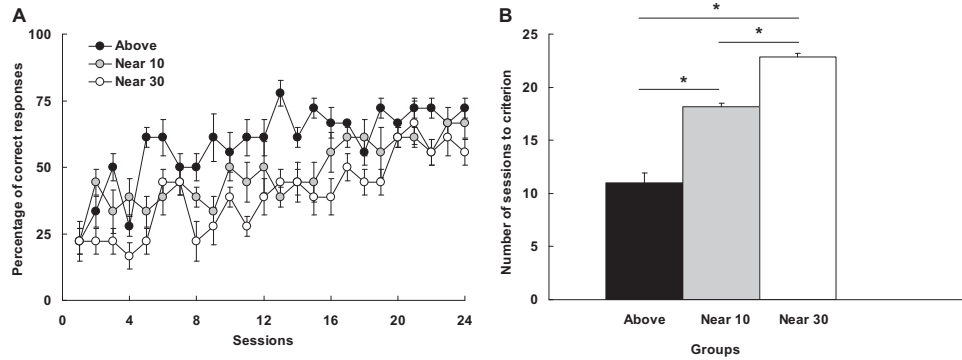 A
Percentage of correct responses
100
75
50
25
0
Above
Near 10
Near 30
0 4 8 12 16 20 24
Sessions
B
Number of sessions to criterion
25
20
15
10
5
0
*
*
*
Above Near 10 Near 30
Groups